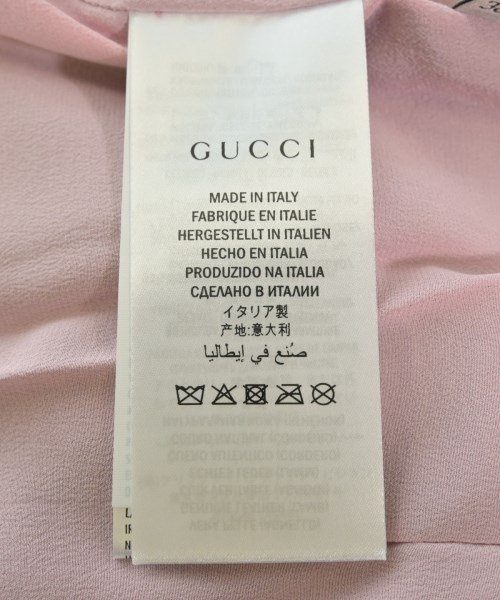 GUCCI
MADE IN ITALY
FABRIQUE EN ITALIE
HERGESTELLT IN ITALIEN
HECHO EN ITALIA
PRODUZIDO NA ITALIA
СДЕЛАНО В ИТАЛИИ
イタリア製
产地:意大利
صُنع في إيطاليا